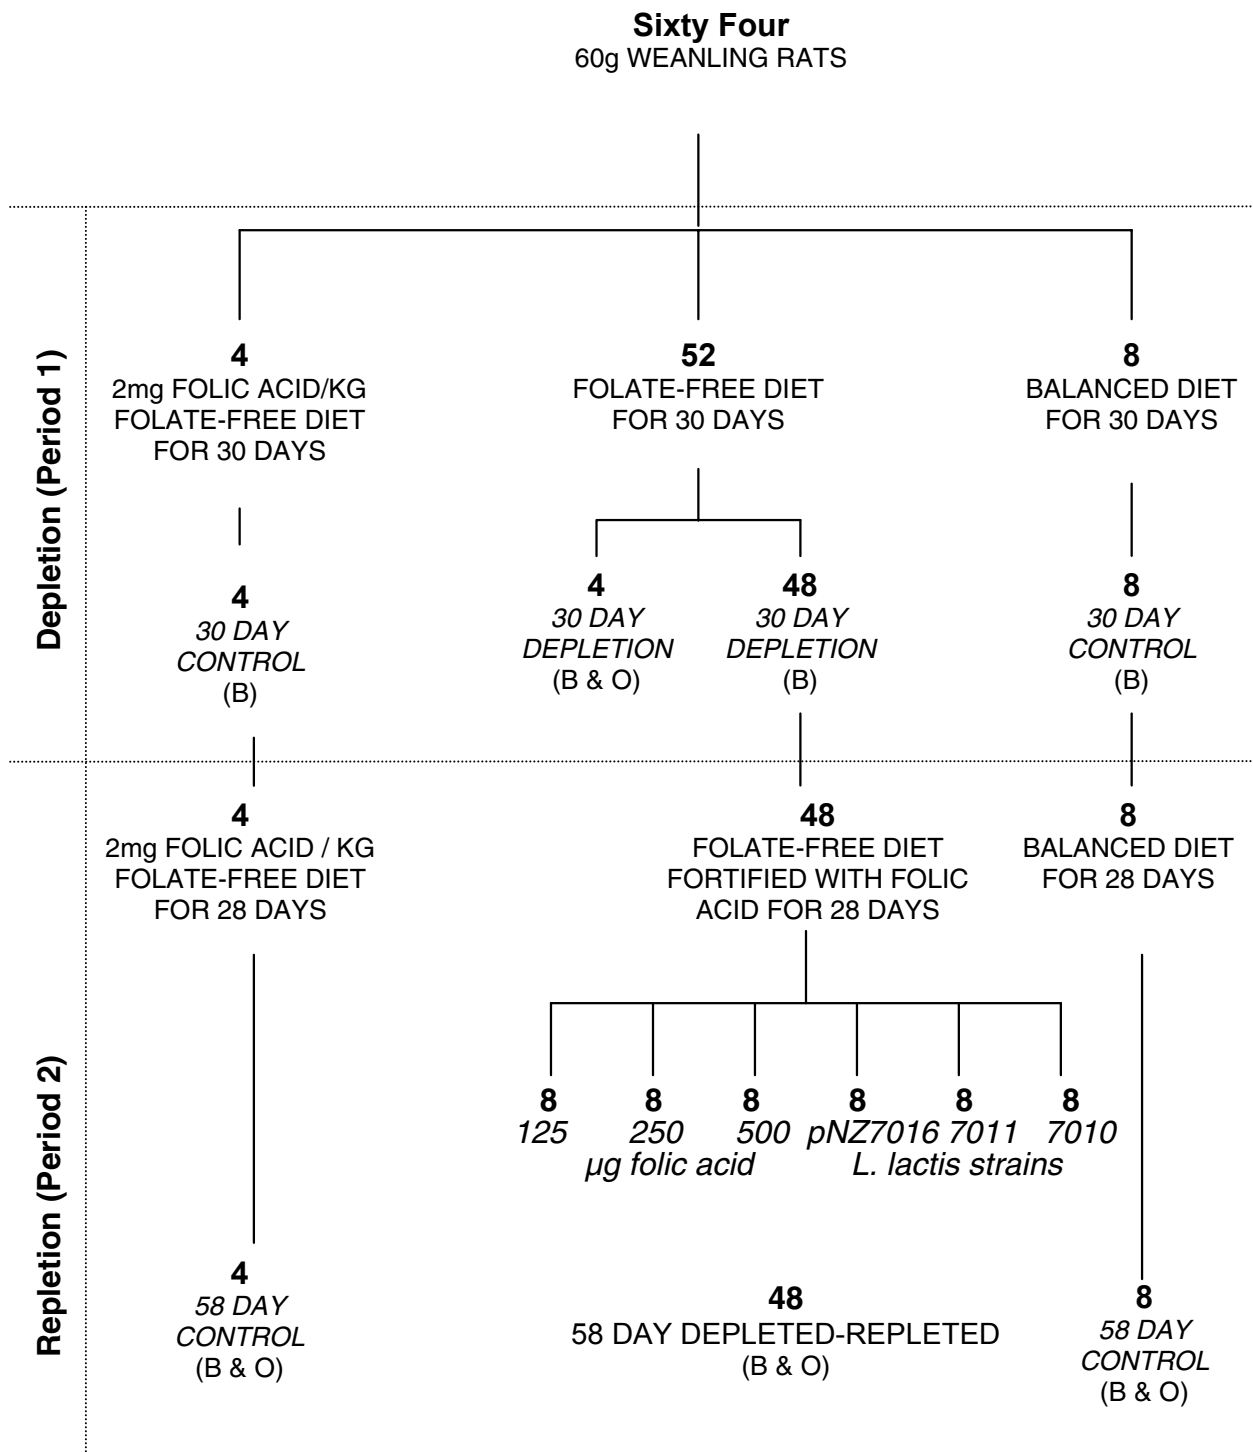 Sixty Four
60g WEANLING RATS
Depletion (Period 1)
4
2mg FOLIC ACID/KG
FOLATE-FREE DIET
FOR 30 DAYS
52
FOLATE-FREE DIET
FOR 30 DAYS
8
BALANCED DIET
FOR 30 DAYS
4
30 DAY
CONTROL
(B)
4
30 DAY
DEPLETION
(B & O)
48
30 DAY
DEPLETION
(B)
8
30 DAY
CONTROL
(B)
Repletion (Period 2)
4
2mg FOLIC ACID / KG
FOLATE-FREE DIET
FOR 28 DAYS
48
FOLATE-FREE DIET
FORTIFIED WITH FOLIC
ACID FOR 28 DAYS
8
BALANCED DIET
FOR 28 DAYS
8 8 8 8 8 8
125 250 500 pNZ7016 7011 7010
µg folic acid L. lactis strains
4
58 DAY
CONTROL
(B & O)
48
58 DAY DEPLETED-REPLETED
(B & O)
8
58 DAY
CONTROL
(B & O)